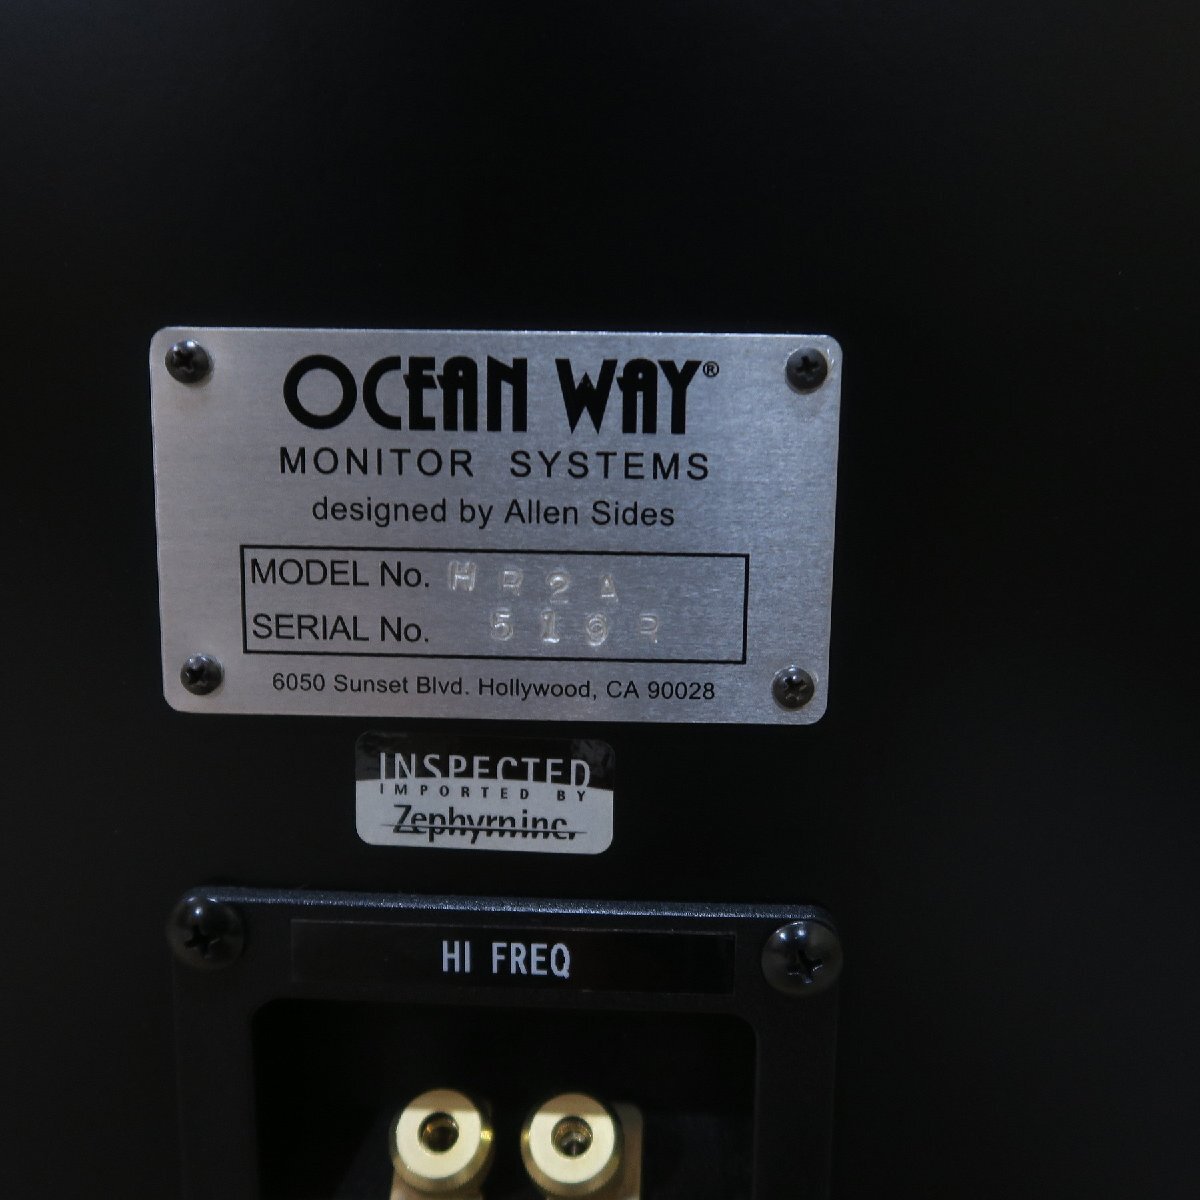 OCEAN WAY®
MONITOR SYSTEMS
designed by Allen Sides
MODEL No. HR2A
SERIAL No. 519R
6050 Sunset Blvd. Hollywood, CA 90028
INSPECTED
IMPORTED BY
Zephyrn inc.
HI FREQ